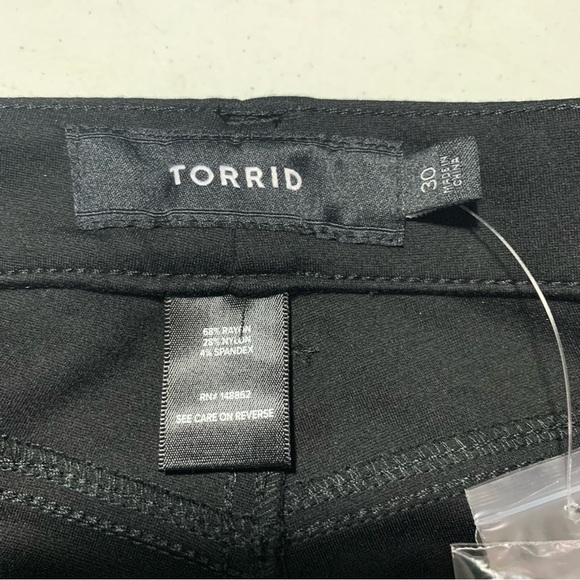 TORRID
30
MADE IN
CHINA
68% RAYON
28% NYLON
4% SPANDEX
RN# 148862
SEE CARE ON REVERSE